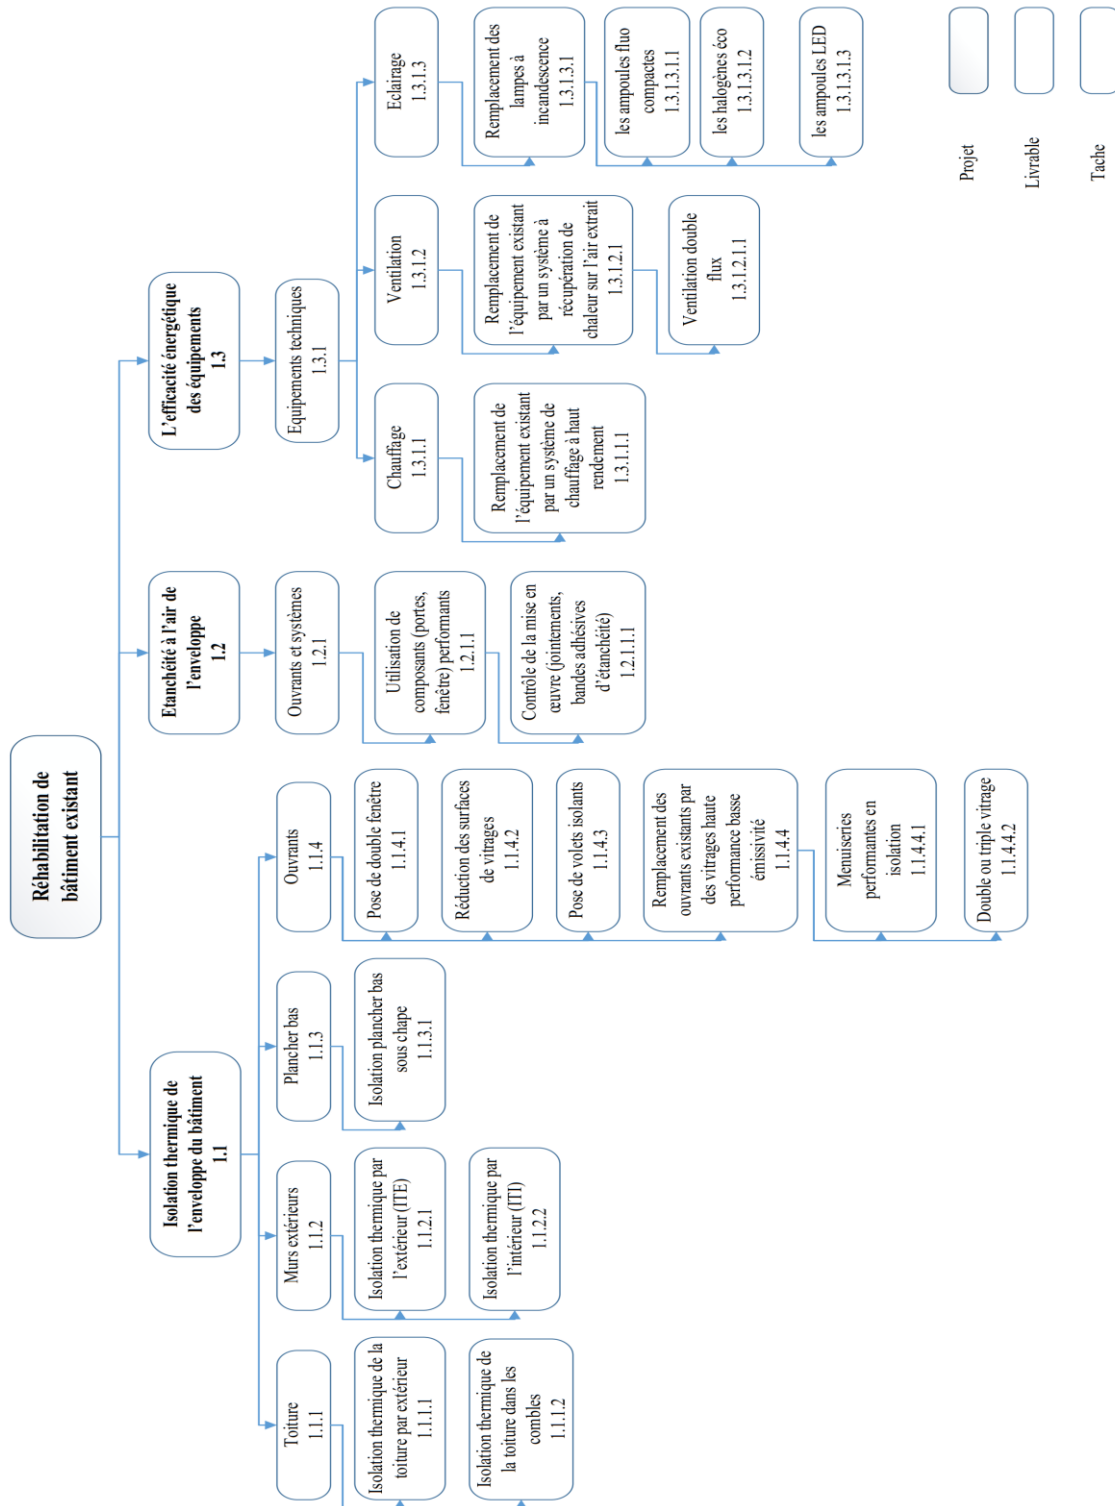 Réhabilitation de
bâtiment existant
Isolation thermique de
l'enveloppe du bâtiment
1.1
Toiture
1.1.1
Isolation thermique de la
toiture par extérieur
1.1.1.1
Isolation thermique de
la toiture dans les
combles
1.1.1.2
Murs extérieurs
1.1.2
Isolation thermique par
l'extérieur (ITE)
1.1.2.1
Isolation thermique par
l'intérieur (ITI)
1.1.2.2
Plancher bas
1.1.3
Isolation plancher bas
sous chape
1.1.3.1
Ouvrants
1.1.4
Pose de double fenêtre
1.1.4.1
Réduction des surfaces
de vitrages
1.1.4.2
Pose de volets isolants
1.1.4.3
Remplacement des
ouvrants existants par
des vitrages haute
performance basse
émissivité
1.1.4.4
Menuiseries
performantes en
isolation
1.1.4.4.1
Double ou triple vitrage
1.1.4.4.2
Etanchéité à l'air de
l'enveloppe
1.2
Ouvrants et systèmes
1.2.1
Utilisation de
composants (portes,
fenêtre) performants
1.2.1.1
Contrôle de la mise en
œuvre (jointements,
bandes adhésives
d'étanchéité)
1.2.1.1.1
L'efficacité énergétique
des équipements
1.3
Equipements techniques
1.3.1
Chauffage
1.3.1.1
Remplacement de
l'équipement existant
par un système de
chauffage à haut
rendement
1.3.1.1.1
Ventilation
1.3.1.2
Remplacement de
l'équipement existant
par un système à
récupération de
chaleur sur l'air extrait
1.3.1.2.1
Ventilation double
flux
1.3.1.2.1.1
Eclairage
1.3.1.3
Remplacement des
lampes à
incandescence
1.3.1.3.1
les ampoules fluo
compactes
1.3.1.3.1.1
les halogènes éco
1.3.1.3.1.2
les ampoules LED
1.3.1.3.1.3
Projet
Livrable
Tache